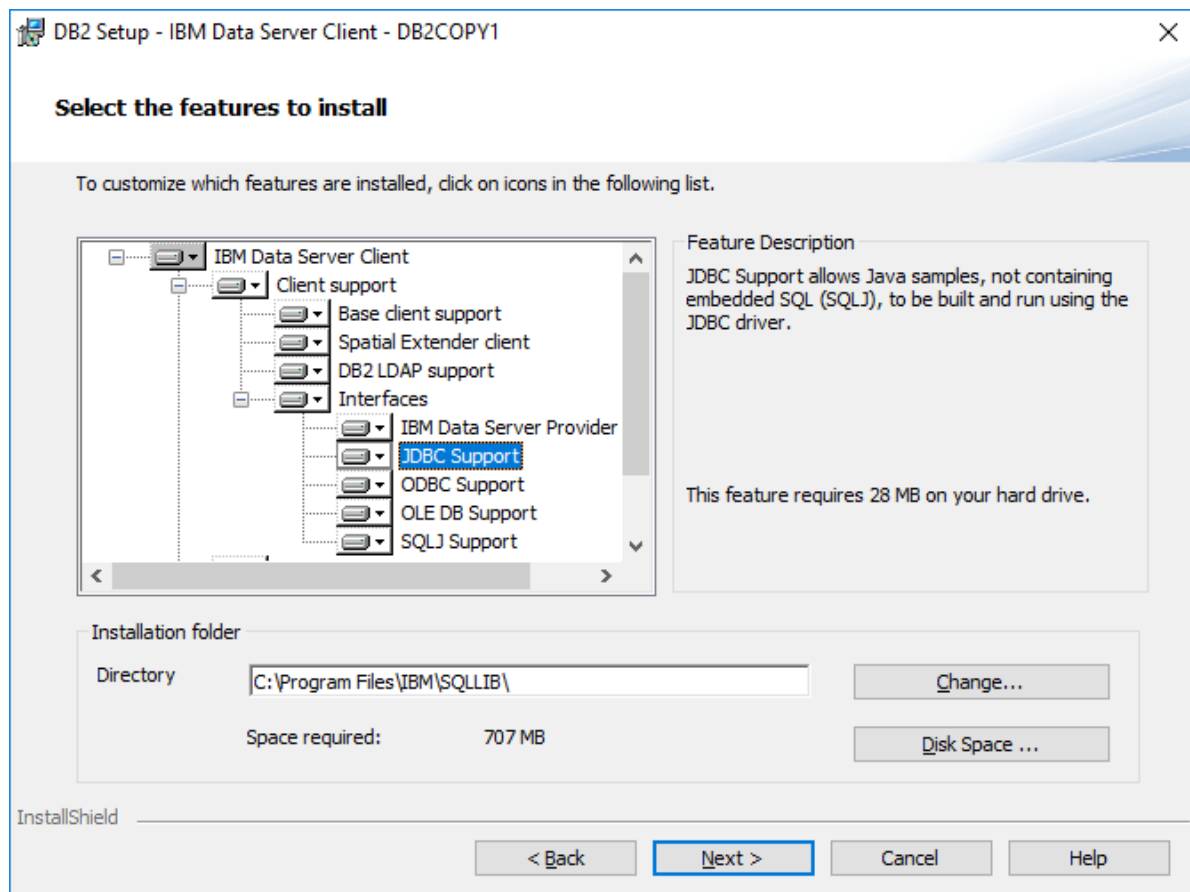 DB2 Setup - IBM Data Server Client - DB2COPY1
Select the features to install
To customize which features are installed, click on icons in the following list.
IBM Data Server Client
Client support
Base client support
Spatial Extender client
DB2 LDAP support
Interfaces
IBM Data Server Provider
JDBC Support
ODBC Support
OLE DB Support
SQLJ Support
Feature Description
JDBC Support allows Java samples, not containing
embedded SQL (SQLJ), to be built and run using the
JDBC driver.
This feature requires 28 MB on your hard drive.
Installation folder
Directory
C:\Program Files\IBM\SQLLIB\
Change...
Space required: 707 MB
Disk Space ...
InstallShield
< Back
Next >
Cancel
Help